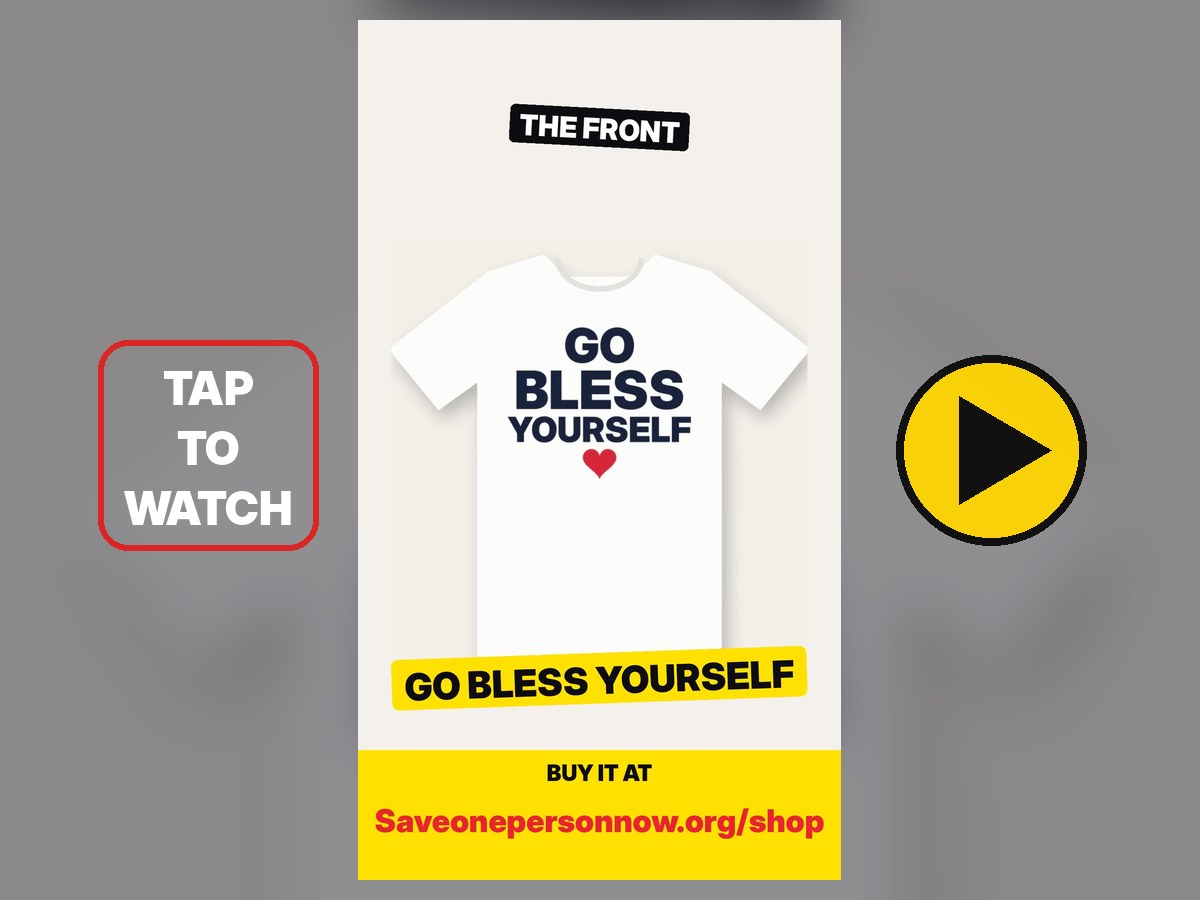 THE FRONT
GO
BLESS
YOURSELF
TAP
TO
WATCH
GO BLESS YOURSELF
BUY IT AT
Saveonepersonnow.org/shop